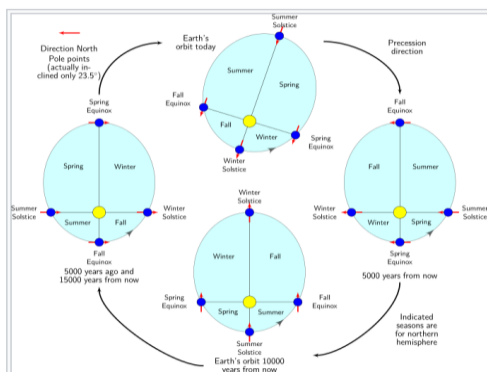 Direction North
Pole points
(actually in-
clined only 23.5°)
Earth's
orbit today
Summer
Solstice
Precession
direction
Summer
Spring
Fall
Equinox
Fall
Winter
Winter
Solstice
Spring
Equinox
Spring
Equinox
Spring
Winter
Summer
Solstice
Winter
Solstice
Summer
Fall
Fall
Equinox
5000 years ago and
15000 years from now
Fall
Equinox
Fall
Summer
Winter
Solstice
Summer
Solstice
Winter
Spring
Spring
Equinox
5000 years from now
Winter
Solstice
Winter
Fall
Spring
Equinox
Fall
Equinox
Spring
Summer
Summer
Solstice
Earth's orbit 10000
years from now
Indicated
seasons are
for northern
hemisphere